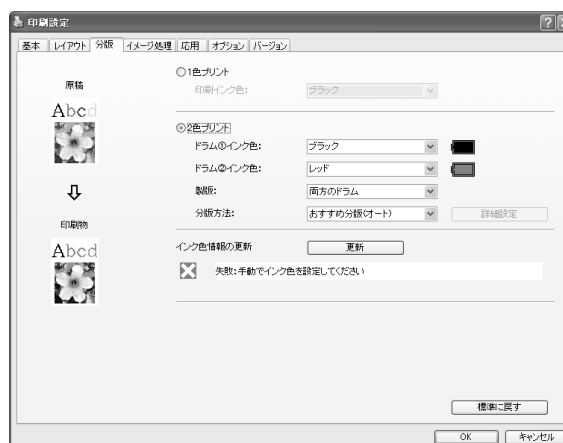 印刷設定
基本 レイアウト 分版 イメージ処理 応用 オプション バージョン
原稿
Abcd
印刷物
Abcd
1色プリント
印刷インク色: ブラック
2色プリント
ドラム①インク色: ブラック
ドラム②インク色: レッド
製版: 両方のドラム
分版方法: おすすめ分版(オート) 詳細設定
インク色情報の更新 更新
失敗:手動でインク色を設定してください
標準に戻す
OK キャンセル